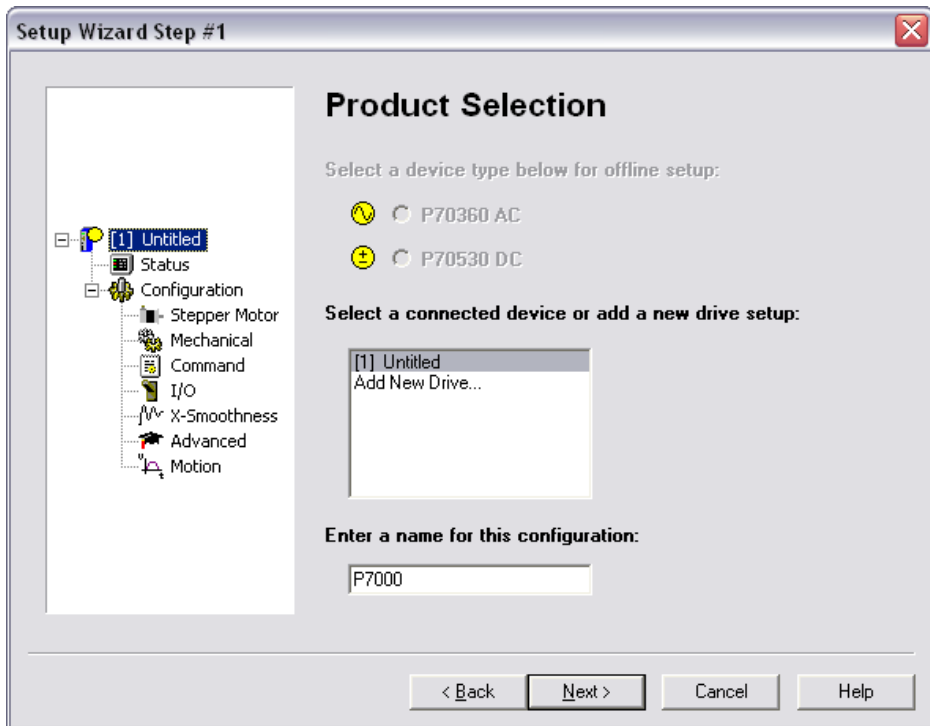 Setup Wizard Step #1
[1] Untitled
Status
Configuration
Stepper Motor
Mechanical
Command
I/O
X-Smoothness
Advanced
Motion
Product Selection
Select a device type below for offline setup:
P70360 AC
P70530 DC
Select a connected device or add a new drive setup:
[1] Untitled
Add New Drive...
Enter a name for this configuration:
P7000
< Back
Next >
Cancel
Help